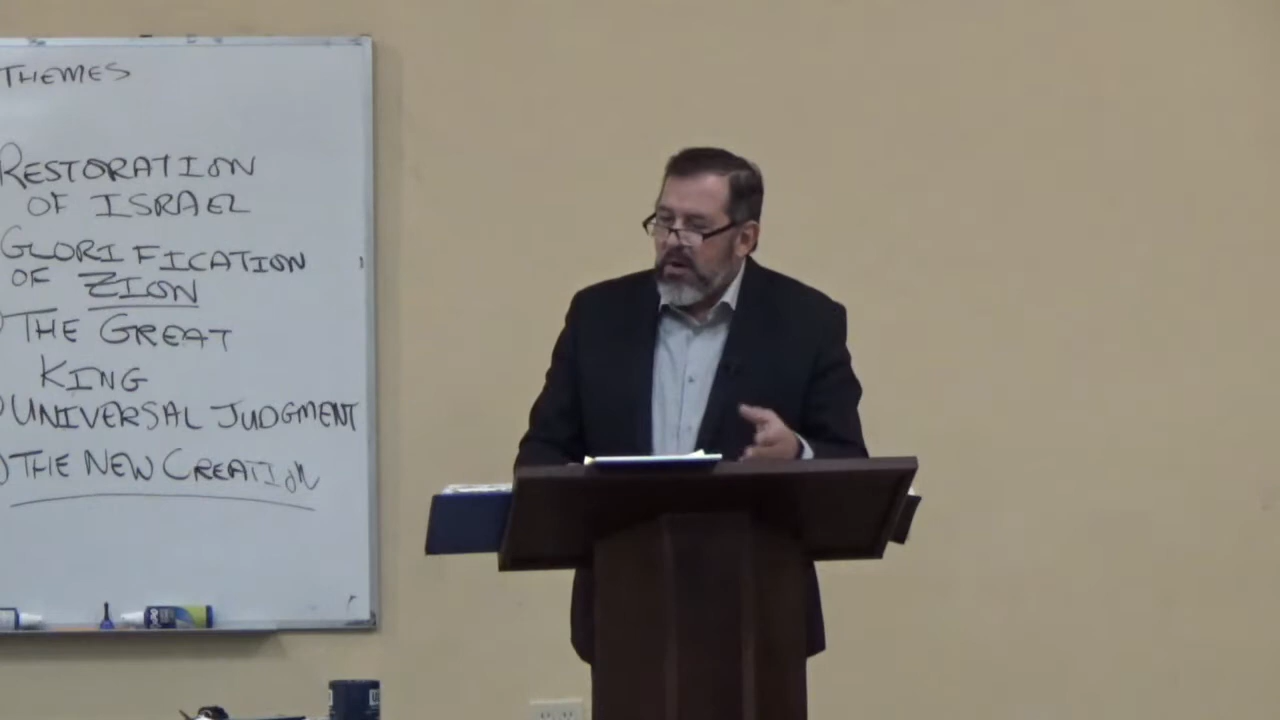 THEMES
RESTORATION
OF ISRAEL
GLORIFICATION
OF ZION
THE GREAT
KING
UNIVERSAL JUDGMENT
THE NEW CREATION